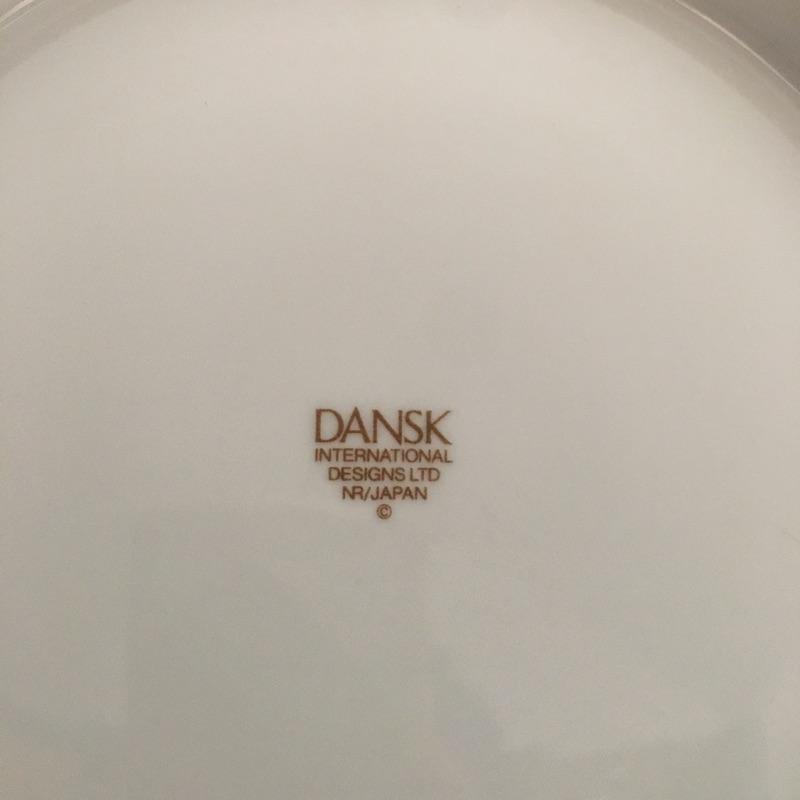 DANSK
INTERNATIONAL
DESIGNS LTD
NR/JAPAN
©